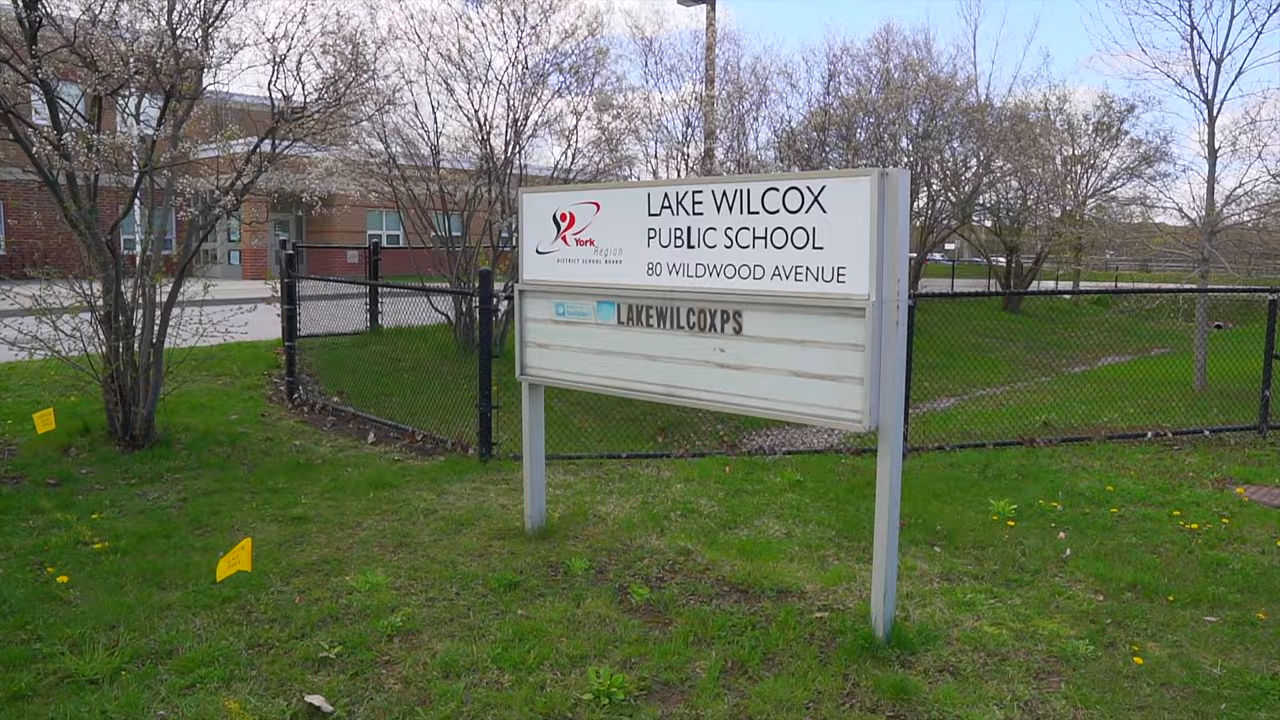 York
Region
DISTRICT SCHOOL BOARD
LAKE WILCOX
PUBLIC SCHOOL
80 WILDWOOD AVENUE
LAKEWILCOXPS